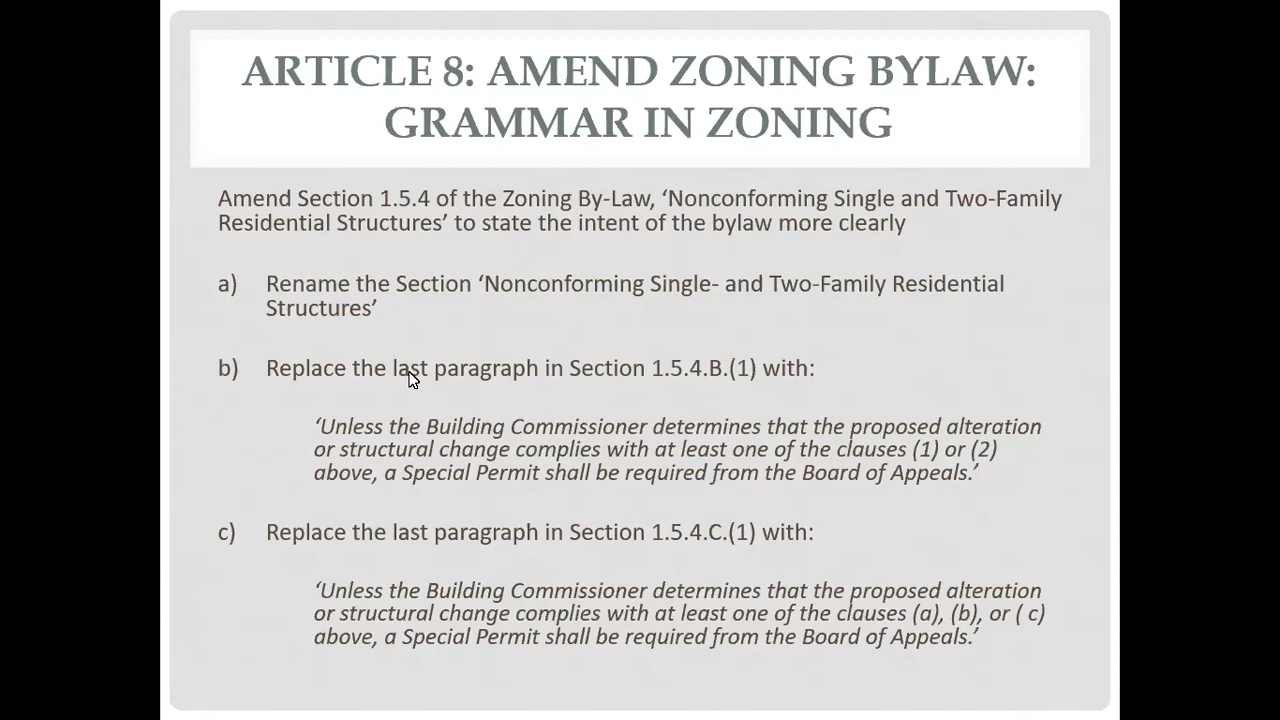 ARTICLE 8: AMEND ZONING BYLAW:
GRAMMAR IN ZONING
Amend Section 1.5.4 of the Zoning By-Law, ‘Nonconforming Single and Two-Family
Residential Structures’ to state the intent of the bylaw more clearly
a) Rename the Section ‘Nonconforming Single- and Two-Family Residential
Structures’
b) Replace the last paragraph in Section 1.5.4.B.(1) with:
‘Unless the Building Commissioner determines that the proposed alteration
or structural change complies with at least one of the clauses (1) or (2)
above, a Special Permit shall be required from the Board of Appeals.’
c) Replace the last paragraph in Section 1.5.4.C.(1) with:
‘Unless the Building Commissioner determines that the proposed alteration
or structural change complies with at least one of the clauses (a), (b), or ( c)
above, a Special Permit shall be required from the Board of Appeals.’